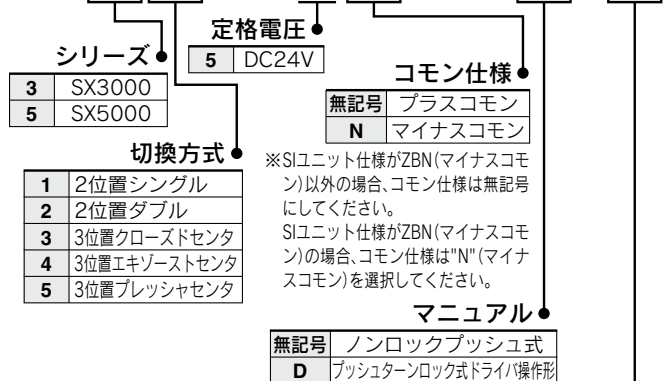 定格電圧
5 DC24V
シリーズ
3 SX3000
5 SX5000
コモン仕様
無記号 プラスコモン
N マイナスコモン
※SIユニット仕様がZBN(マイナスコモ
ン)以外の場合、コモン仕様は無記号
にしてください。
SIユニット仕様がZBN(マイナスコモ
ン)の場合、コモン仕様は"N"(マイナ
スコモン)を選択してください。
切換方式
1 2位置シングル
2 2位置ダブル
3 3位置クローズドセンタ
4 3位置エキゾーストセンタ
5 3位置プレッシャセンタ
マニュアル
無記号 ノンロックプッシュ式
D プッシュターンロック式ドライバ操作形